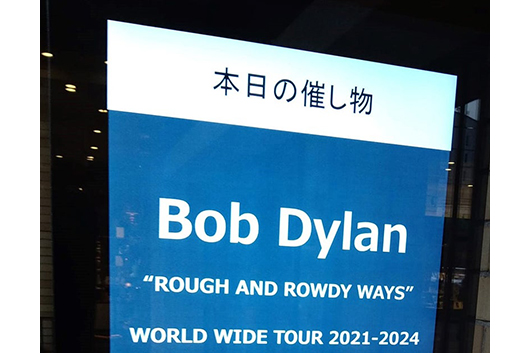 本日の催し物
Bob Dylan
“ROUGH AND ROWDY WAYS”
WORLD WIDE TOUR 2021-2024